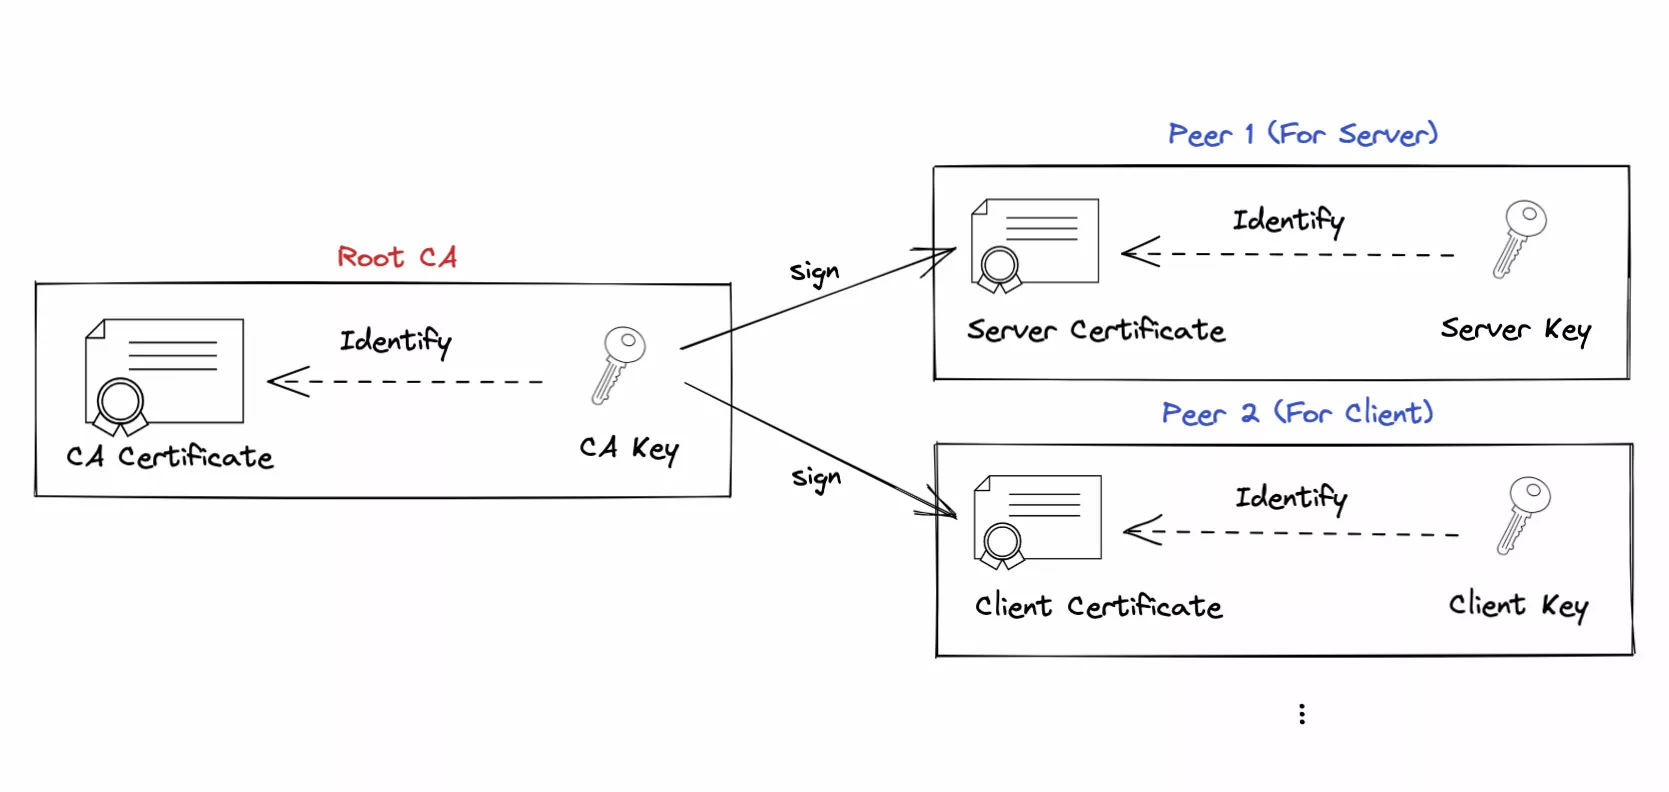 Root CA
Identify
CA Certificate
CA Key
sign
sign
Peer 1 (For Server)
Identify
Server Certificate
Server Key
Peer 2 (For Client)
Identify
Client Certificate
Client Key
⋮